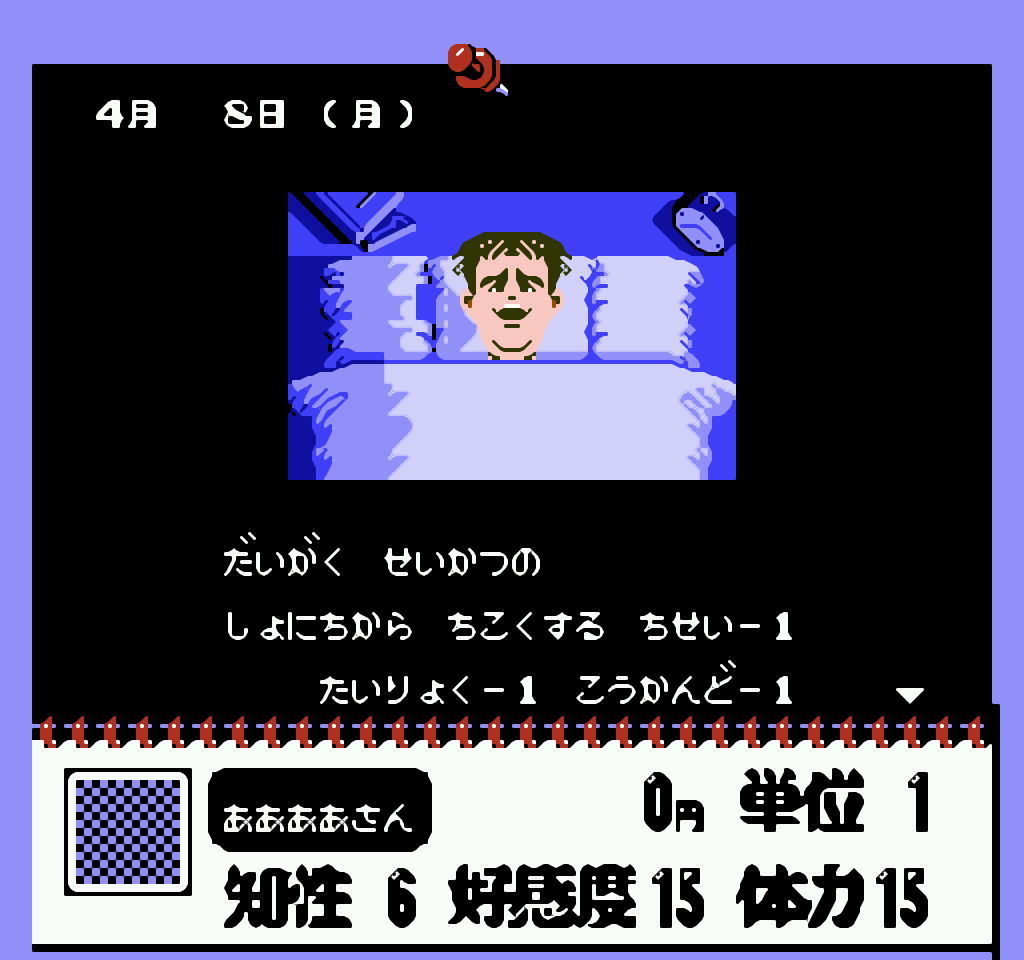 4月 8日（月）
だいがく せいかつの
しょにちから ちこくする ちせいー1
たいりょくー1 こうかんどー1
ああああさん 0円 単位 1
知性 6 好感度 15 体力 15